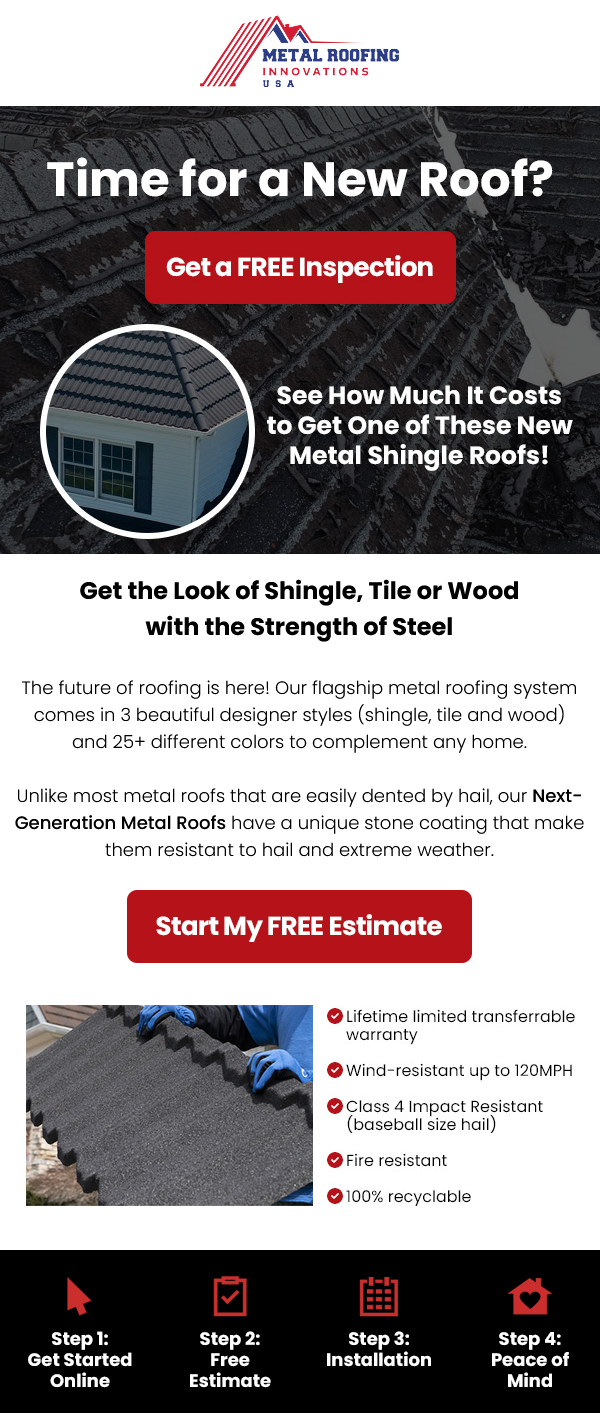 METAL ROOFING
INNOVATIONS
USA
Time for a New Roof?
Get a FREE Inspection
See How Much It Costs
to Get One of These New
Metal Shingle Roofs!
Get the Look of Shingle, Tile or Wood
with the Strength of Steel
The future of roofing is here! Our flagship metal roofing system
comes in 3 beautiful designer styles (shingle, tile and wood)
and 25+ different colors to complement any home.
Unlike most metal roofs that are easily dented by hail, our Next-
Generation Metal Roofs have a unique stone coating that make
them resistant to hail and extreme weather.
Start My FREE Estimate
Lifetime limited transferrable
warranty
Wind-resistant up to 120MPH
Class 4 Impact Resistant
(baseball size hail)
Fire resistant
100% recyclable
Step 1:
Get Started
Online
Step 2:
Free
Estimate
Step 3:
Installation
Step 4:
Peace of
Mind